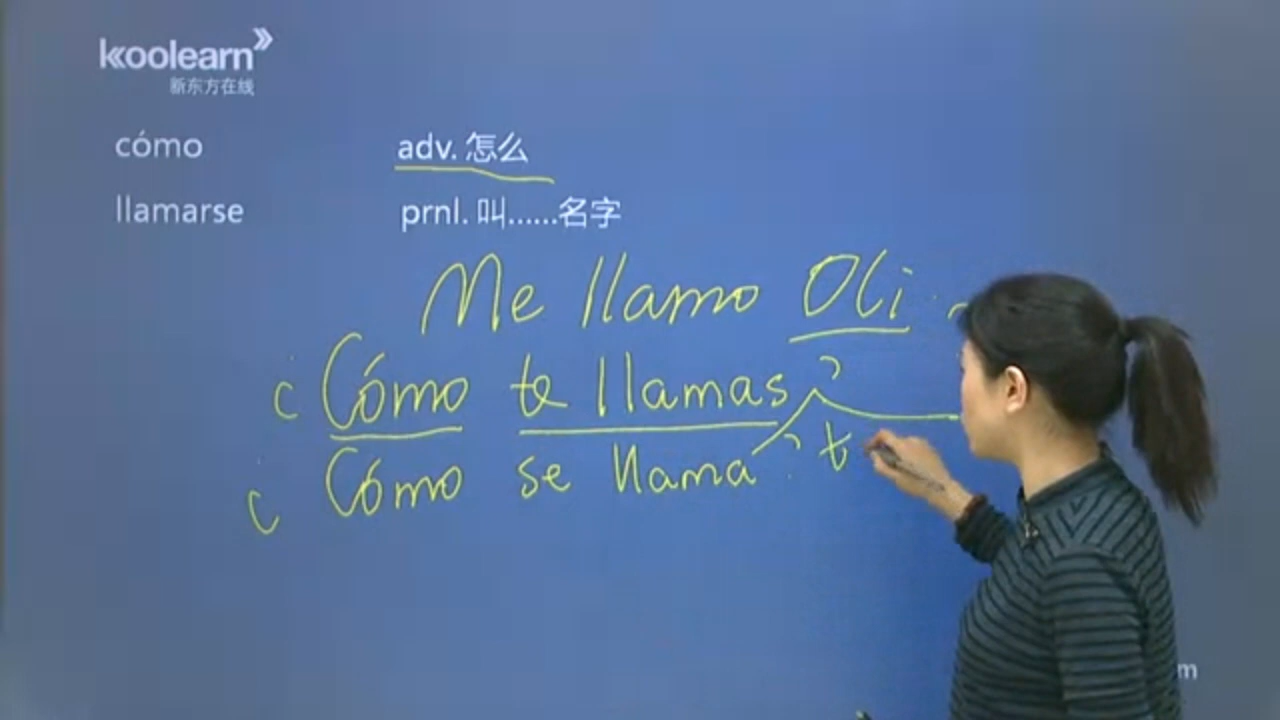 koolearn
新东方在线
cómo adv. 怎么
llamarse prnl. 叫……名字
Me llamo Oli
¿Cómo te llamas?
¿Cómo se llama?
t
m